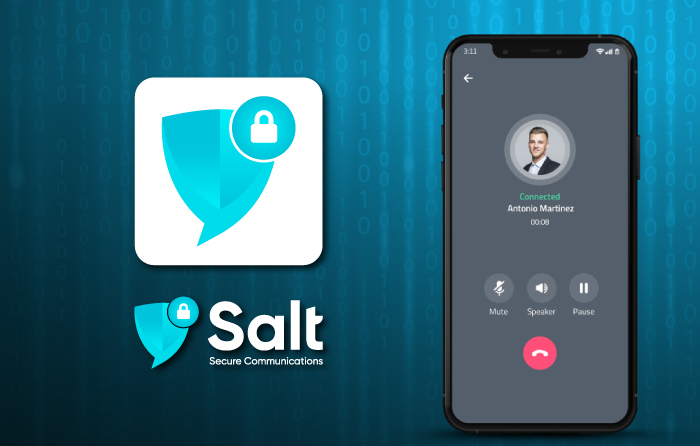 Salt
Secure Communications
3:11
Connected
Antonio Martinez
00:08
Mute
Speaker
Pause